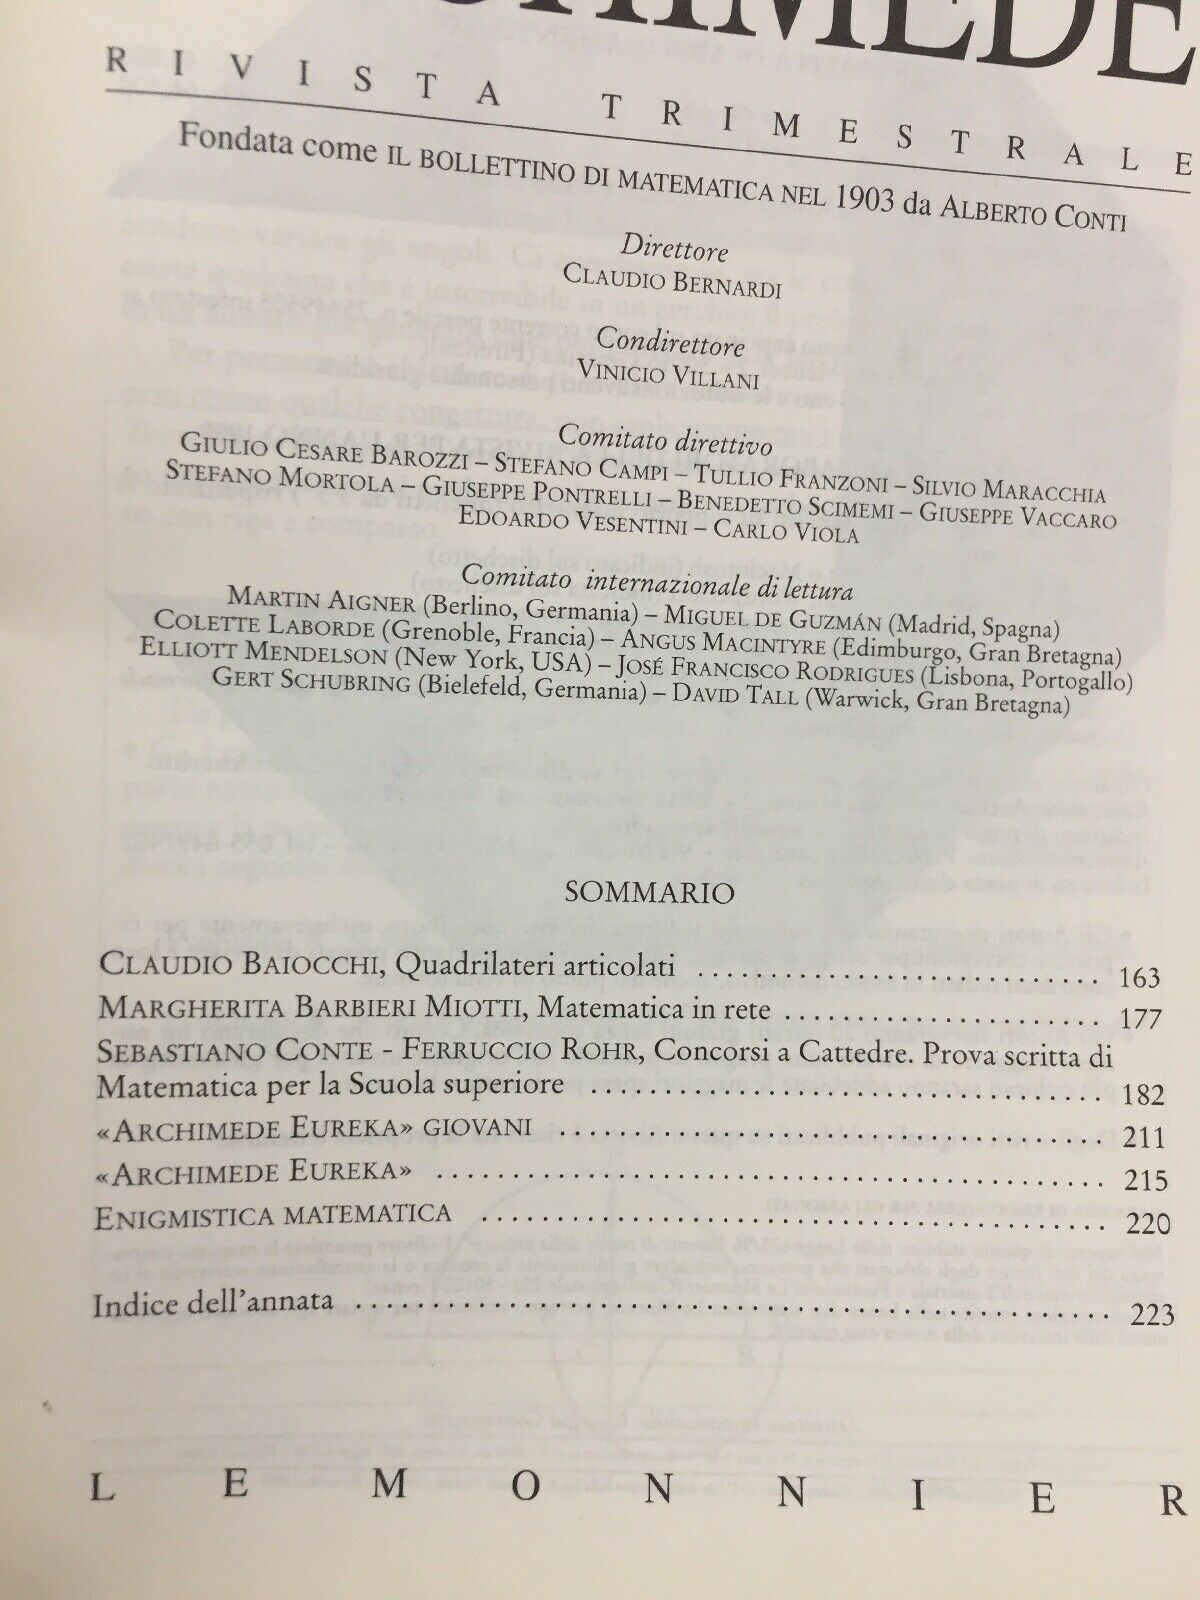 HIMEDE
RIVISTA TRIMESTRALE
Fondata come IL BOLLETTINO DI MATEMATICA NEL 1903 da ALBERTO CONTI
Direttore
CLAUDIO BERNARDI
Condirettore
VINICIO VILLANI
Comitato direttivo
GIULIO CESARE BAROZZI – STEFANO CAMPI – TULLIO FRANZONI – SILVIO MARACCHIA
STEFANO MORTOLA – GIUSEPPE PONTRELLI – BENEDETTO SCIMEMI – GIUSEPPE VACCARO
EDOARDO VESENTINI – CARLO VIOLA
Comitato internazionale di lettura
MARTIN AIGNER (Berlino, Germania) – MIGUEL DE GUZMÁN (Madrid, Spagna)
COLETTE LABORDE (Grenoble, Francia) – ANGUS MACINTYRE (Edimburgo, Gran Bretagna)
ELLIOTT MENDELSON (New York, USA) – JOSÉ FRANCISCO RODRIGUES (Lisbona, Portogallo)
GERT SCHUBRING (Bielefeld, Germania) – DAVID TALL (Warwick, Gran Bretagna)
SOMMARIO
CLAUDIO BAIOCCHI, Quadrilateri articolati ........................ 163
MARGHERITA BARBIERI MIOTTI, Matematica in rete ................... 177
SEBASTIANO CONTE - FERRUCCIO ROHR, Concorsi a Cattedre. Prova scritta di
Matematica per la Scuola superiore ............................... 182
«ARCHIMEDE EUREKA» GIOVANI ................................. 211
«ARCHIMEDE EUREKA» ........................................ 215
ENIGMISTICA MATEMATICA ...................................... 220
Indice dell'annata ............................................. 223
LE MONNIER